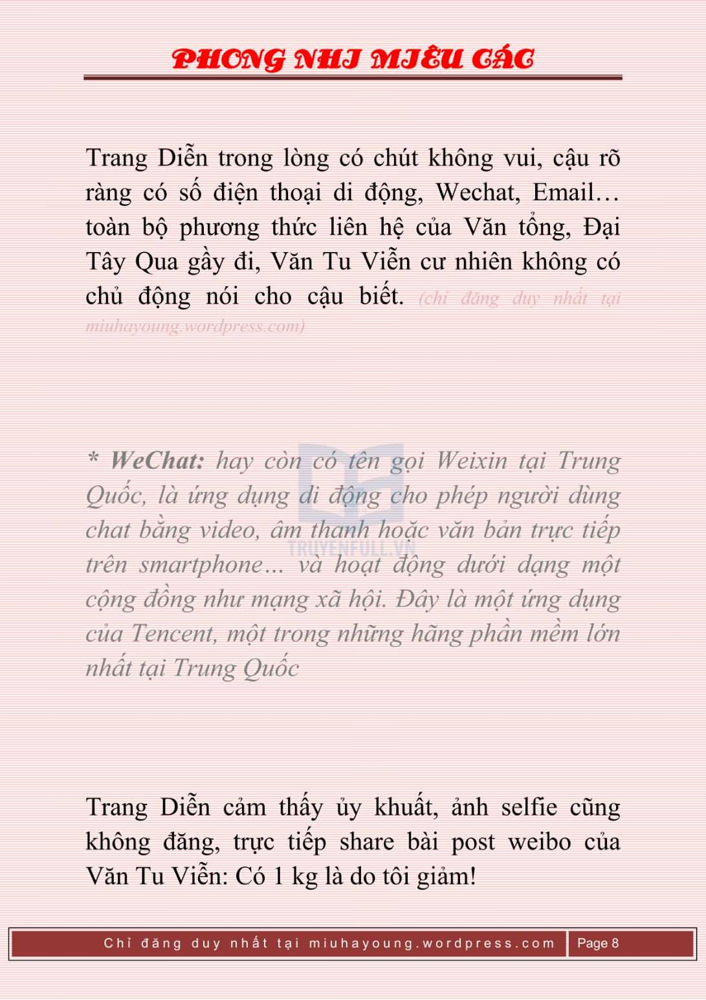 PHONG NHI MIÊU CÁC
Trang Diễn trong lòng có chút không vui, cậu rõ
ràng có số điện thoại di động, Wechat, Email…
toàn bộ phương thức liên hệ của Văn tổng, Đại
Tây Qua gầy đi, Văn Tu Viễn cư nhiên không có
chủ động nói cho cậu biết. (chỉ đăng duy nhất tại
miuhayoung.wordpress.com)
* WeChat: hay còn có tên gọi Weixin tại Trung
Quốc, là ứng dụng di động cho phép người dùng
chat bằng video, âm thanh hoặc văn bản trực tiếp
TRUYENFULL.VN
trên smartphone… và hoạt động dưới dạng một
cộng đồng như mạng xã hội. Đây là một ứng dụng
của Tencent, một trong những hãng phần mềm lớn
nhất tại Trung Quốc
Trang Diễn cảm thấy ủy khuất, ảnh selfie cũng
không đăng, trực tiếp share bài post weibo của
Văn Tu Viễn: Có 1 kg là do tôi giảm!
Chỉ đăng duy nhất tại miuhayoung.wordpress.com Page 8